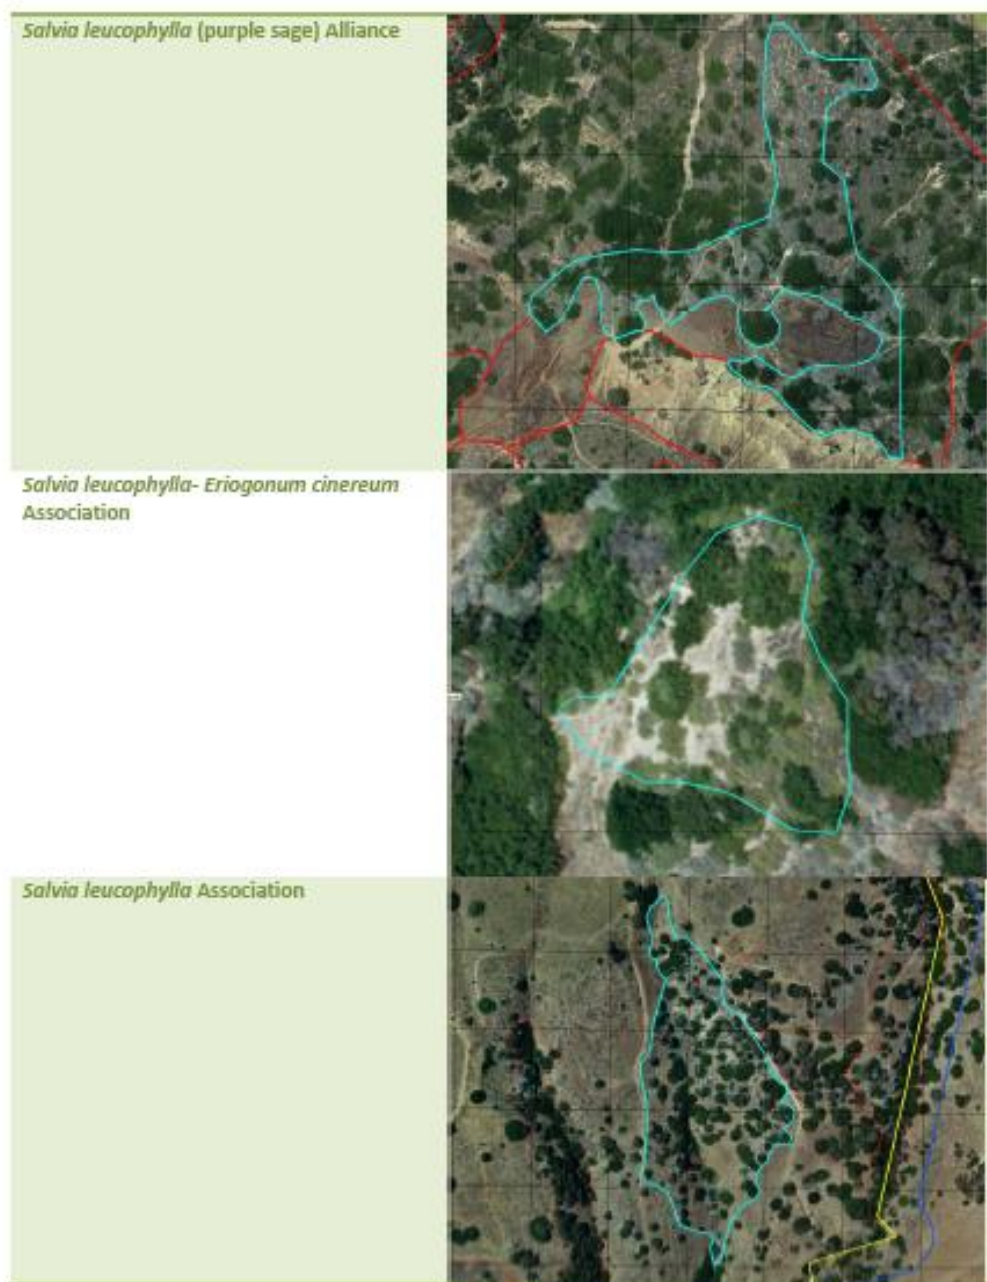 Salvia leucophylla (purple sage) Alliance
Salvia leucophylla- Eriogonum cinereum
Association
Salvia leucophylla Association